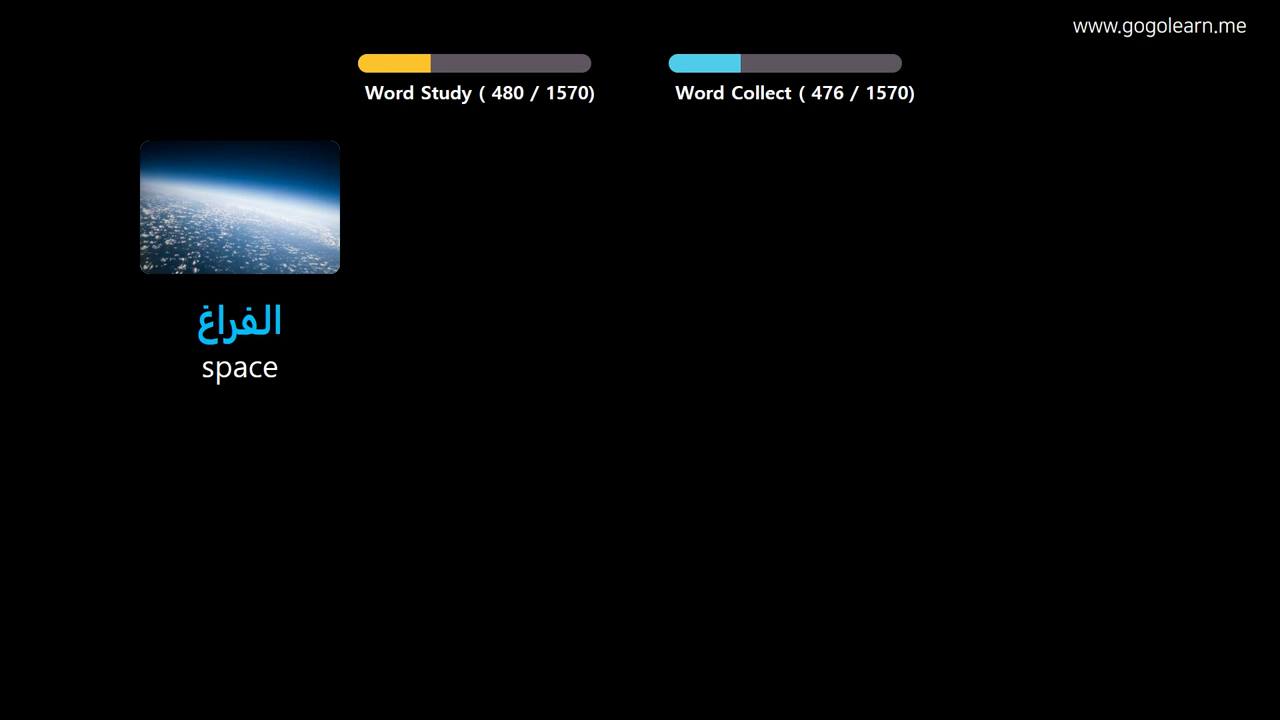 www.gogolearn.me
Word Study ( 480 / 1570)
Word Collect ( 476 / 1570)
الفراغ
space